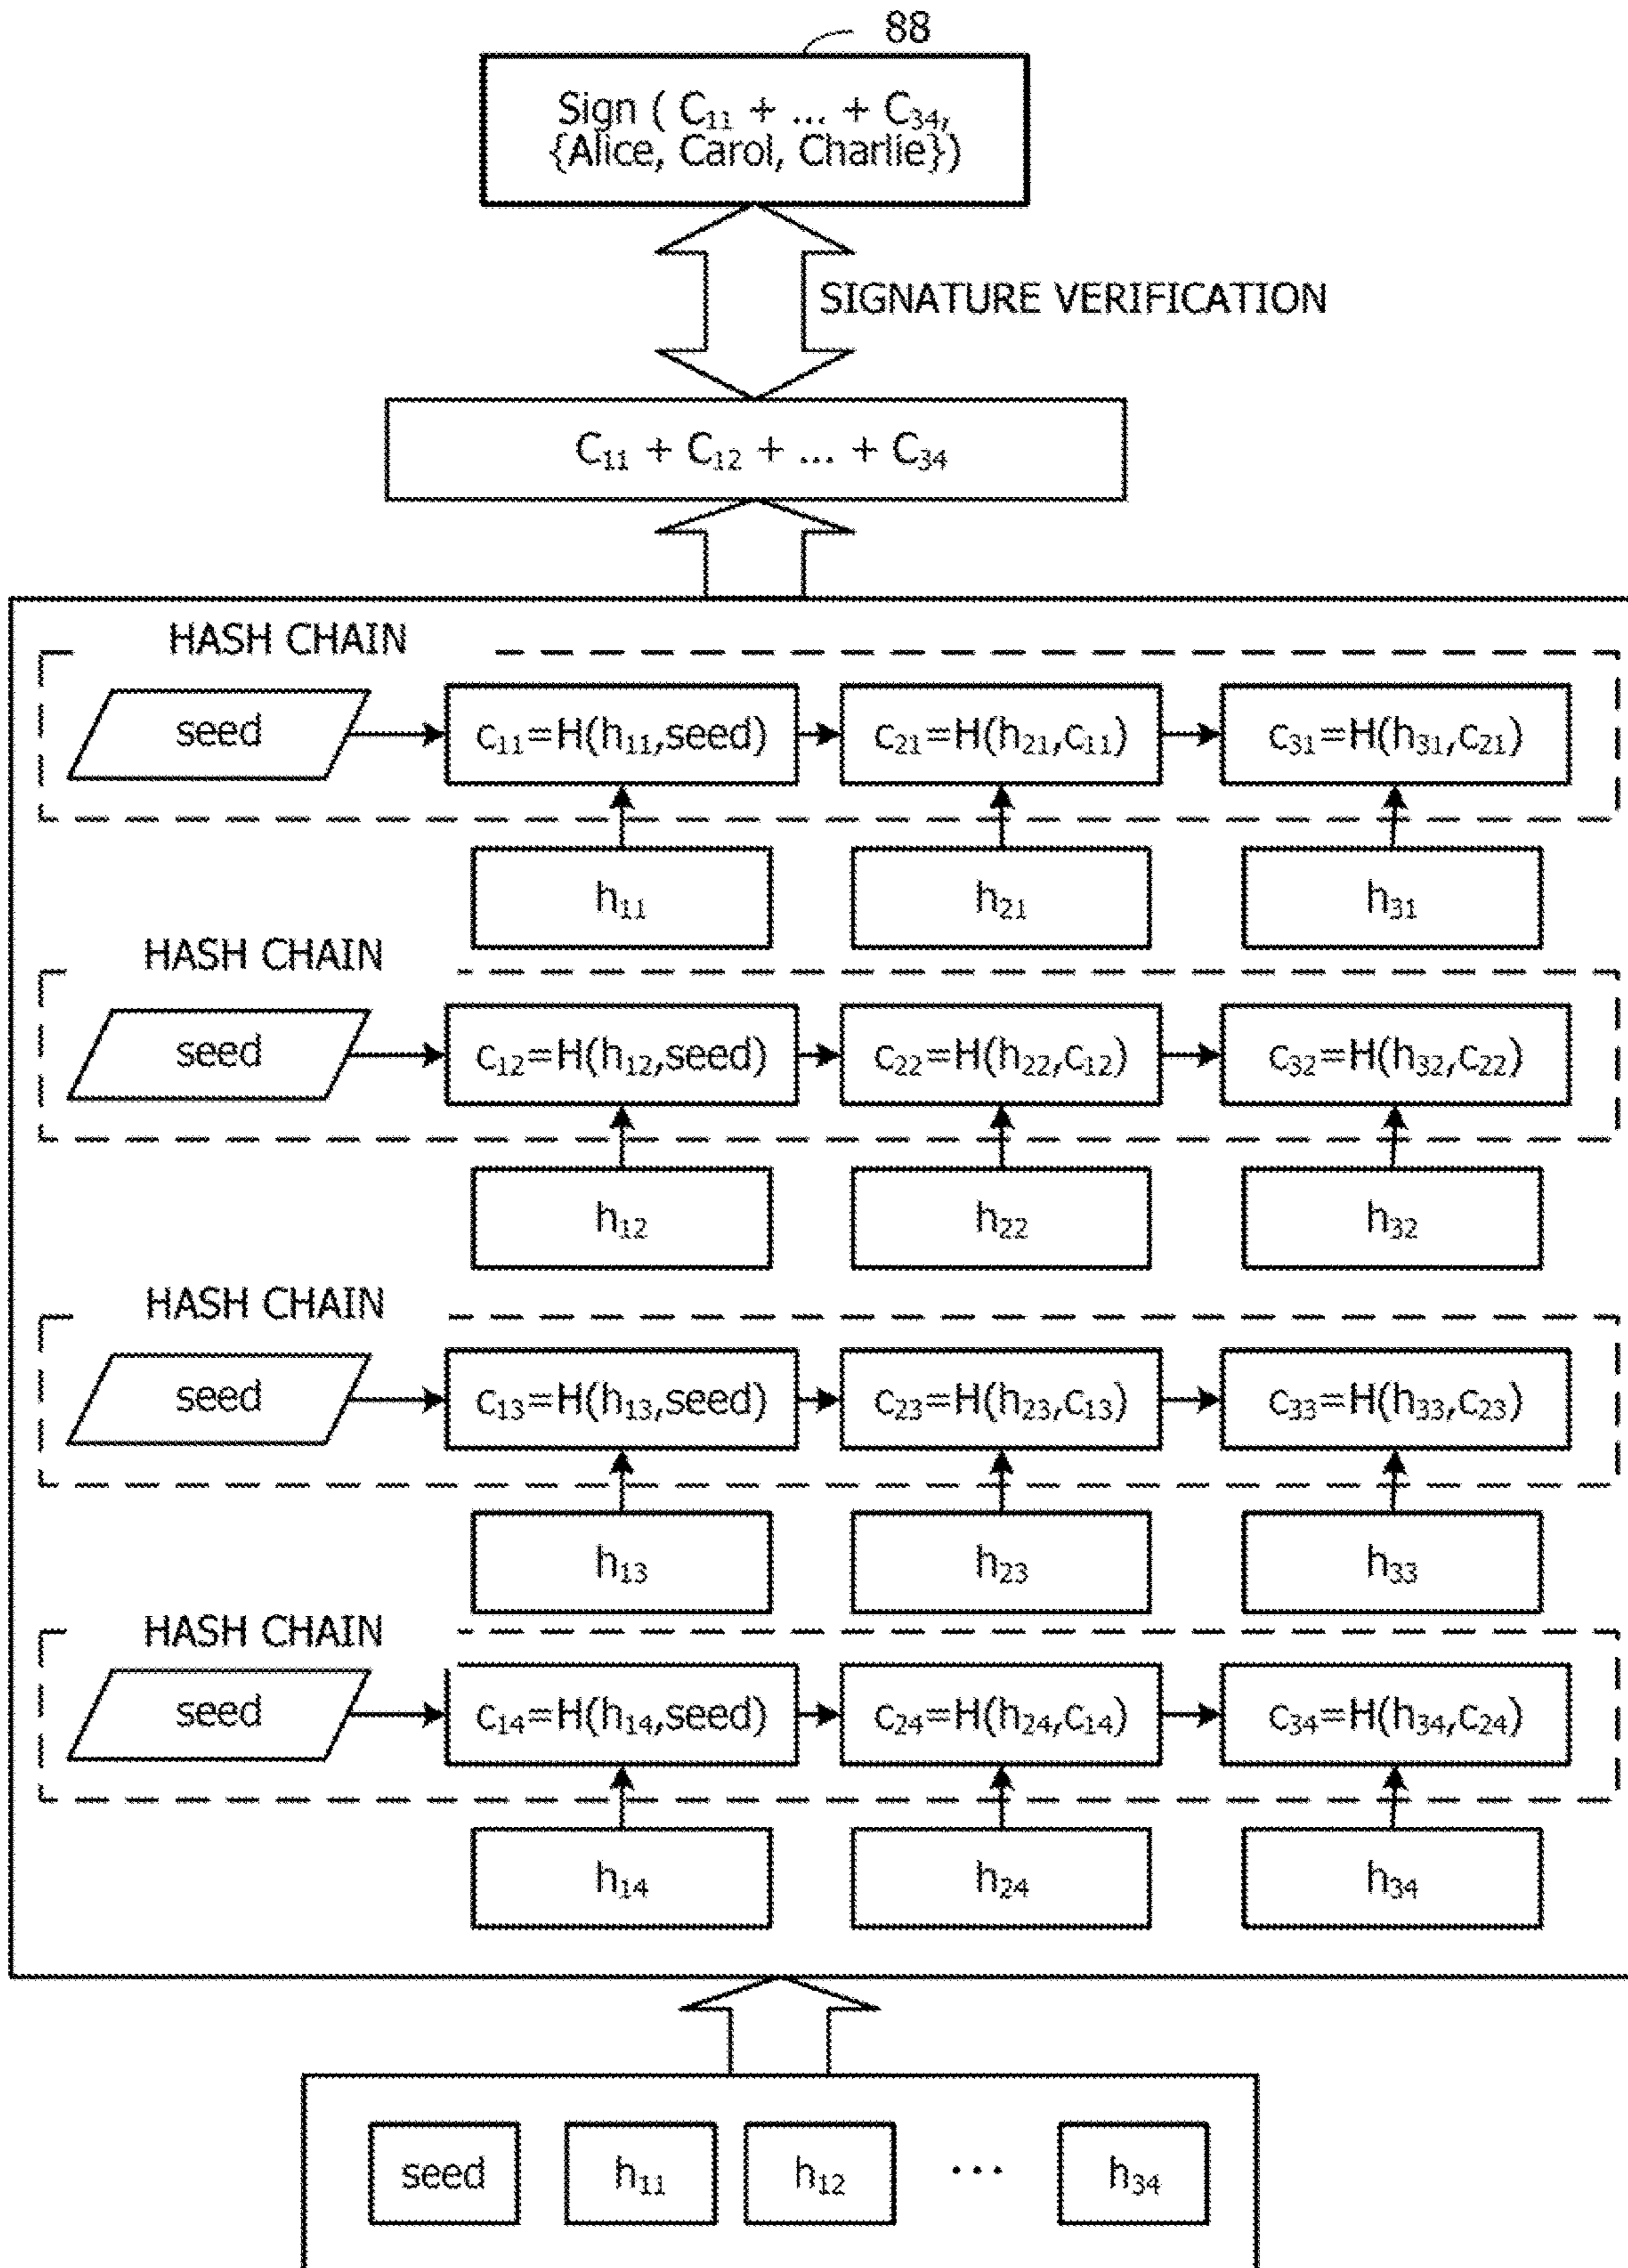 88
Sign ( C₁₁ + ... + C₃₄,
{Alice, Carol, Charlie})
SIGNATURE VERIFICATION
C₁₁ + C₁₂ + ... + C₃₄
HASH CHAIN
seed
c₁₁=H(h₁₁,seed)
c₂₁=H(h₂₁,c₁₁)
c₃₁=H(h₃₁,c₂₁)
h₁₁
h₂₁
h₃₁
HASH CHAIN
seed
c₁₂=H(h₁₂,seed)
c₂₂=H(h₂₂,c₁₂)
c₃₂=H(h₃₂,c₂₂)
h₁₂
h₂₂
h₃₂
HASH CHAIN
seed
c₁₃=H(h₁₃,seed)
c₂₃=H(h₂₃,c₁₃)
c₃₃=H(h₃₃,c₂₃)
h₁₃
h₂₃
h₃₃
HASH CHAIN
seed
c₁₄=H(h₁₄,seed)
c₂₄=H(h₂₄,c₁₄)
c₃₄=H(h₃₄,c₂₄)
h₁₄
h₂₄
h₃₄
seed
h₁₁
h₁₂
...
h₃₄